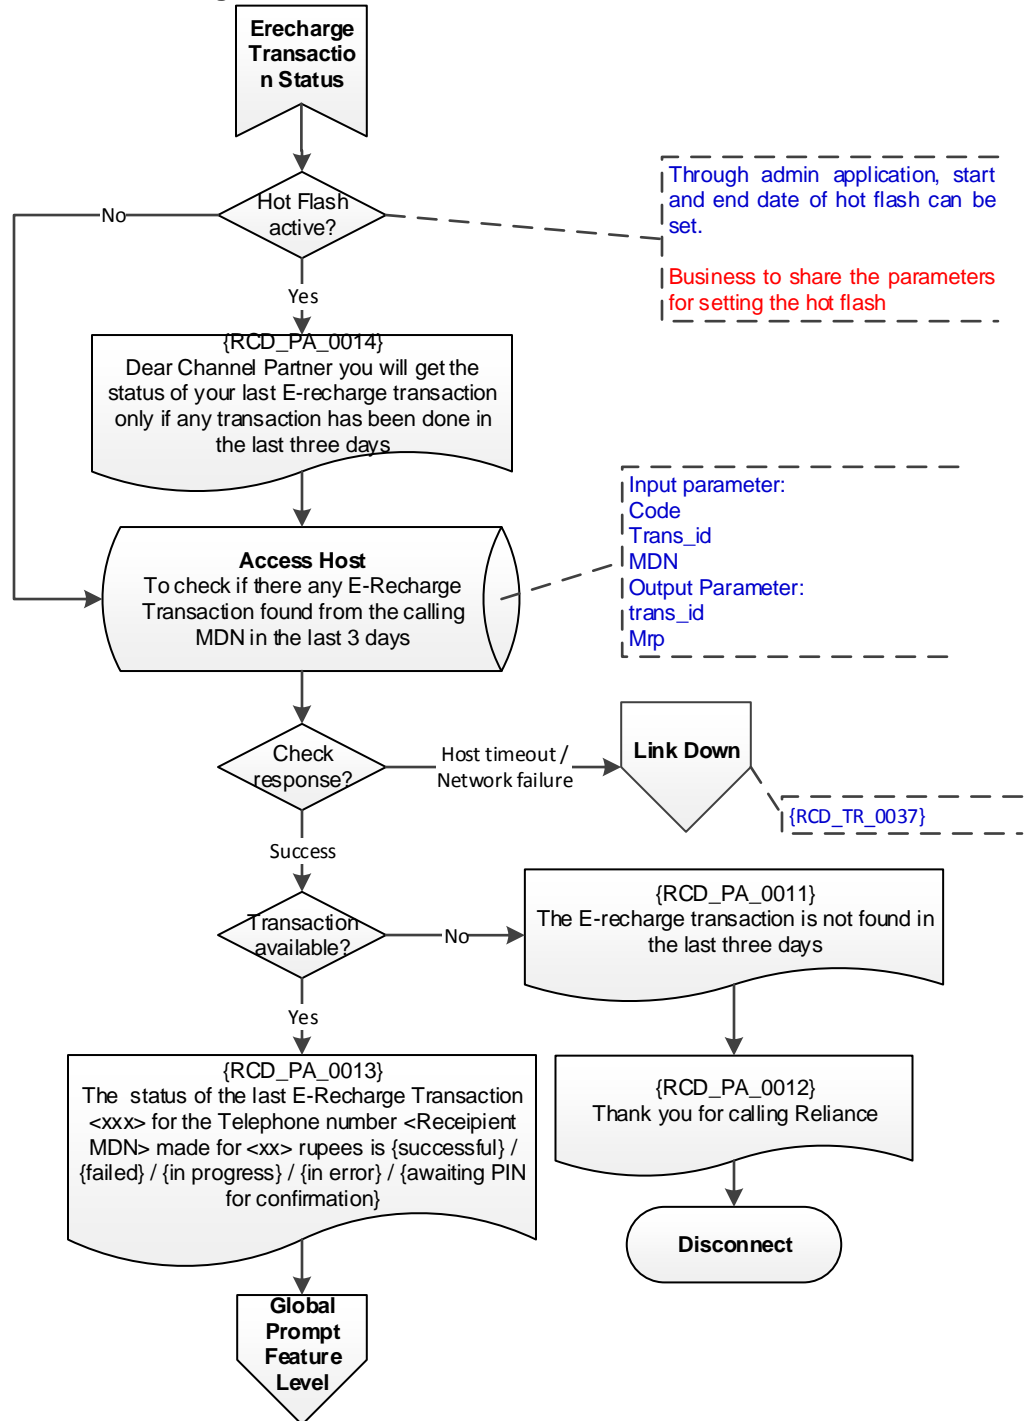 Erecharge
Transactio
n Status
Hot Flash
active?
No
Through admin application, start
and end date of hot flash can be
set.
Business to share the parameters
for setting the hot flash
Yes
{RCD_PA_0014}
Dear Channel Partner you will get the
status of your last E-recharge transaction
only if any transaction has been done in
the last three days
Access Host
To check if there any E-Recharge
Transaction found from the calling
MDN in the last 3 days
Input parameter:
Code
Trans_id
MDN
Output Parameter:
trans_id
Mrp
Check
response?
Host timeout /
Network failure
Link Down
{RCD_TR_0037}
Success
Transaction
available?
No
{RCD_PA_0011}
The E-recharge transaction is not found in
the last three days
Yes
{RCD_PA_0013}
The status of the last E-Recharge Transaction
<xxx> for the Telephone number <Receipient
MDN> made for <xx> rupees is {successful} /
{failed} / {in progress} / {in error} / {awaiting PIN
for confirmation}
{RCD_PA_0012}
Thank you for calling Reliance
Disconnect
Global
Prompt
Feature
Level